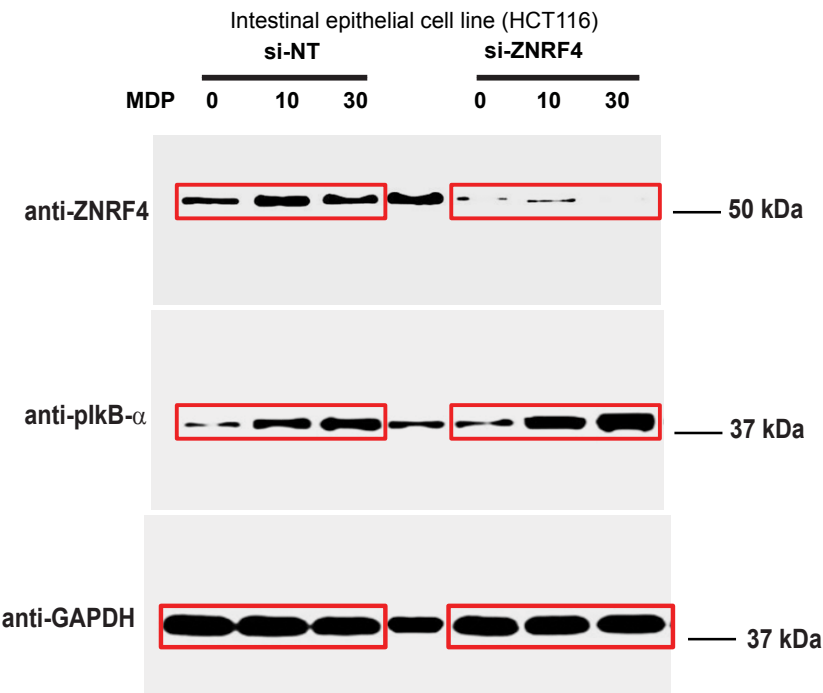 Intestinal epithelial cell line (HCT116)
si-NT si-ZNRF4
MDP 0 10 30 0 10 30
anti-ZNRF4 50 kDa
anti-pIkB-α 37 kDa
anti-GAPDH 37 kDa